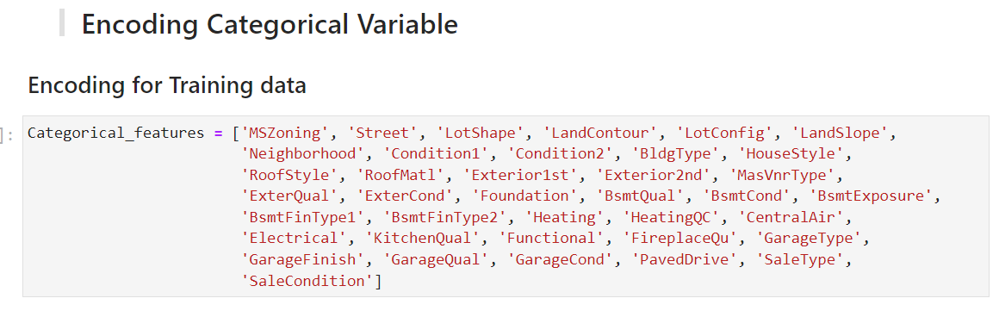 Encoding Categorical Variable
Encoding for Training data
]: Categorical_features = ['MSZoning', 'Street', 'LotShape', 'LandContour', 'LotConfig', 'LandSlope',
'Neighborhood', 'Condition1', 'Condition2', 'BldgType', 'HouseStyle',
'RoofStyle', 'RoofMatl', 'Exterior1st', 'Exterior2nd', 'MasVnrType',
'ExterQual', 'ExterCond', 'Foundation', 'BsmtQual', 'BsmtCond', 'BsmtExposure',
'BsmtFinType1', 'BsmtFinType2', 'Heating', 'HeatingQC', 'CentralAir',
'Electrical', 'KitchenQual', 'Functional', 'FireplaceQu', 'GarageType',
'GarageFinish', 'GarageQual', 'GarageCond', 'PavedDrive', 'SaleType',
'SaleCondition']